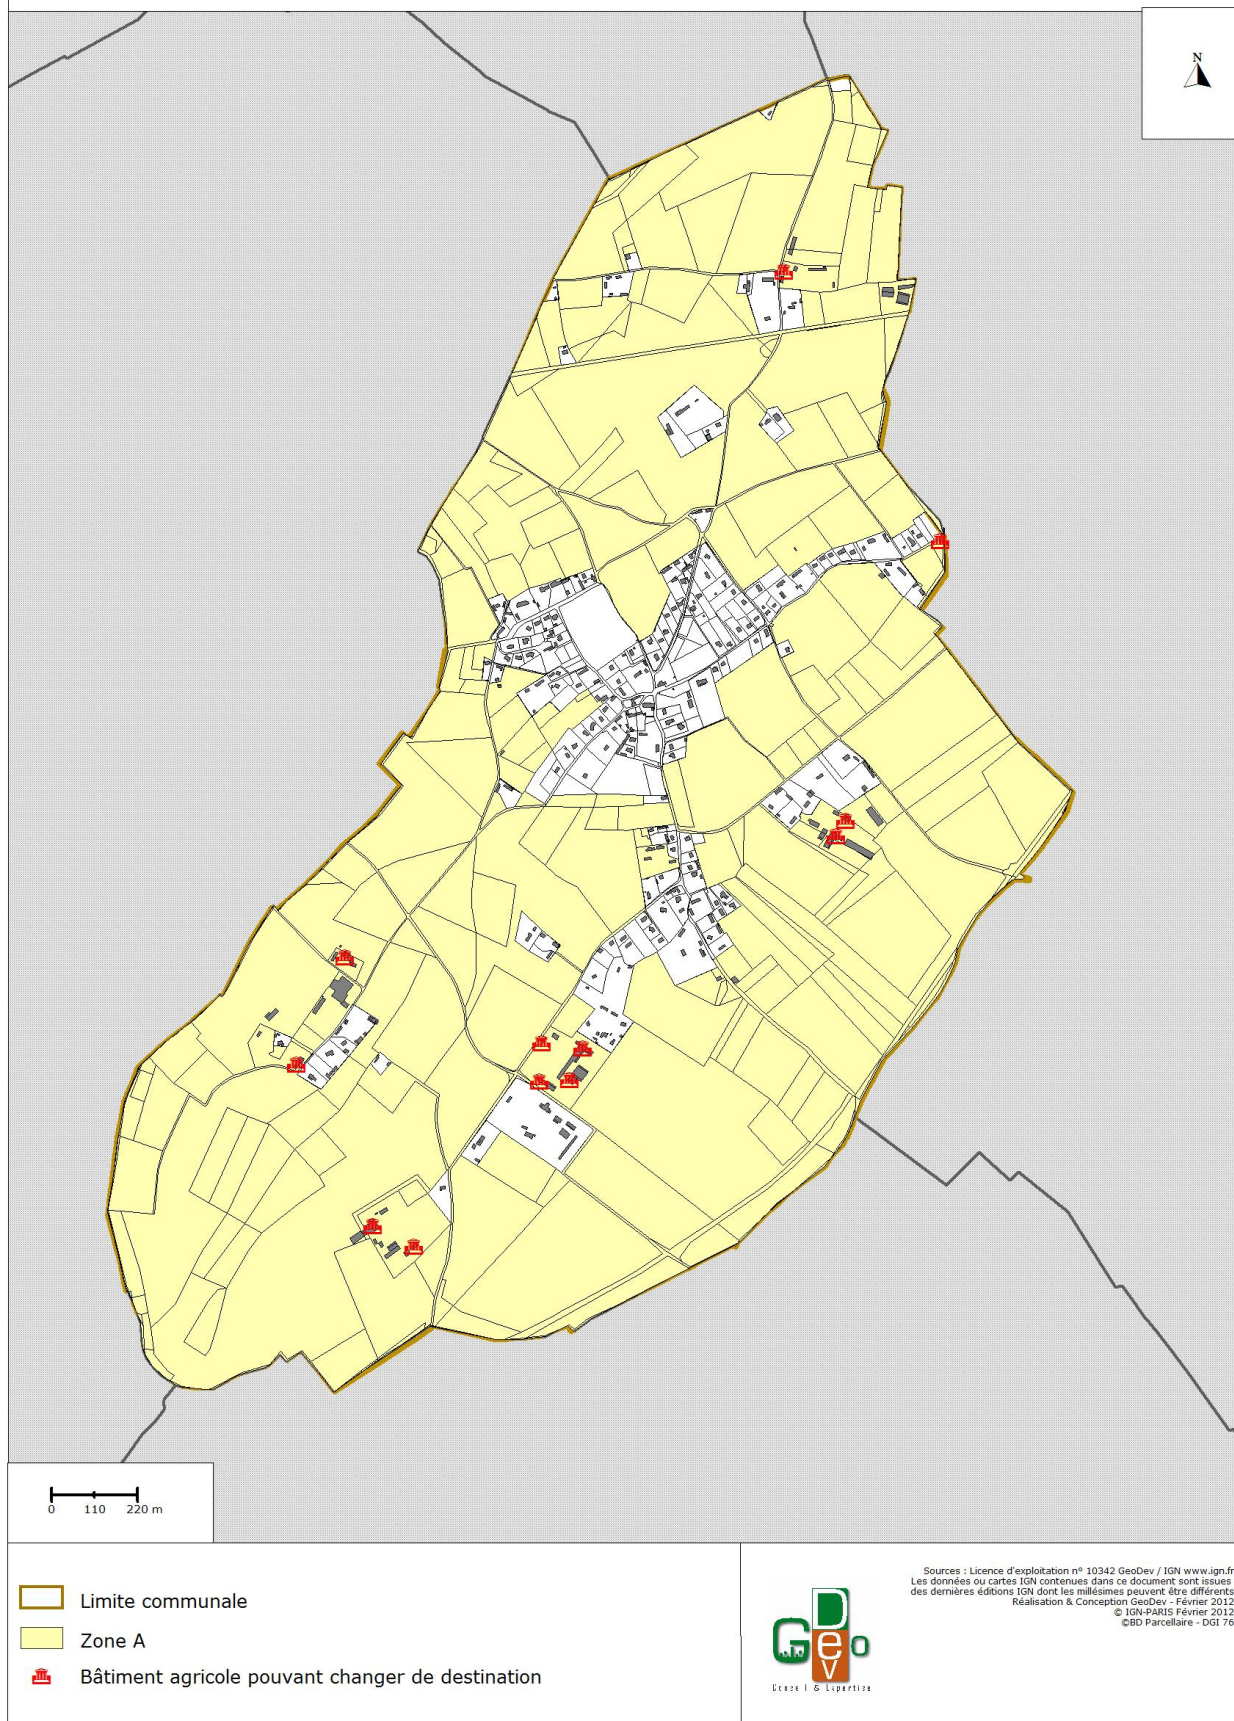 N
0 110 220 m
Limite communale
Zone A
Bâtiment agricole pouvant changer de destination
GeoDev
Conseil & Expertise
Sources : Licence d'exploitation n° 10342 GeoDev / IGN www.ign.fr
Les données ou cartes IGN contenues dans ce document sont issues
des dernières éditions IGN dont les millésimes peuvent être différents
Réalisation & Conception GeoDev - Février 2012
© IGN-PARIS Février 2012
©BD Parcellaire - DGI 76